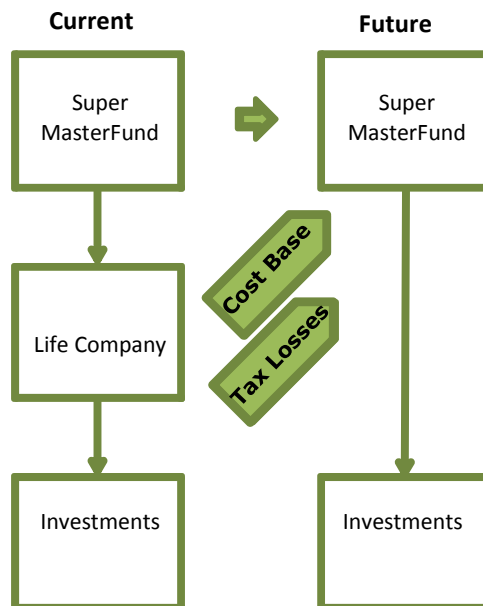 Current
Future
Super
MasterFund
Super
MasterFund
Cost Base
Tax Losses
Life Company
Investments
Investments